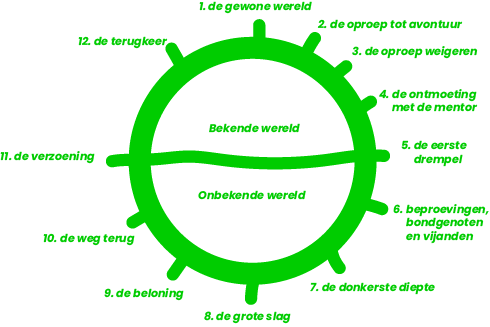 1. de gewone wereld
2. de oproep tot avontuur
3. de oproep weigeren
4. de ontmoeting
met de mentor
5. de eerste
drempel
6. beproevingen,
bondgenoten
en vijanden
7. de donkerste diepte
8. de grote slag
9. de beloning
10. de weg terug
11. de verzoening
12. de terugkeer
Bekende wereld
Onbekende wereld